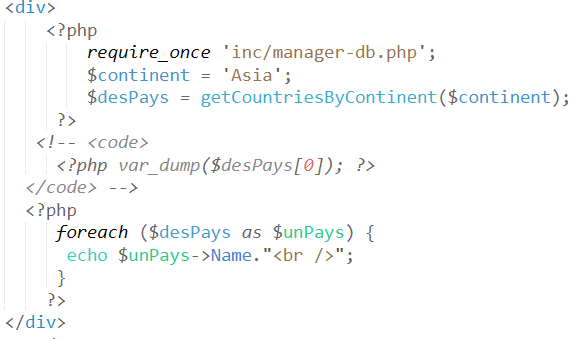 <div>
<?php
require_once 'inc/manager-db.php';
$continent = 'Asia';
$desPays = getCountriesByContinent($continent);
?>
<!-- <code>
<?php var_dump($desPays[0]); ?>
</code> -->
<?php
foreach ($desPays as $unPays) {
echo $unPays->Name."<br />";
}
?>
</div>